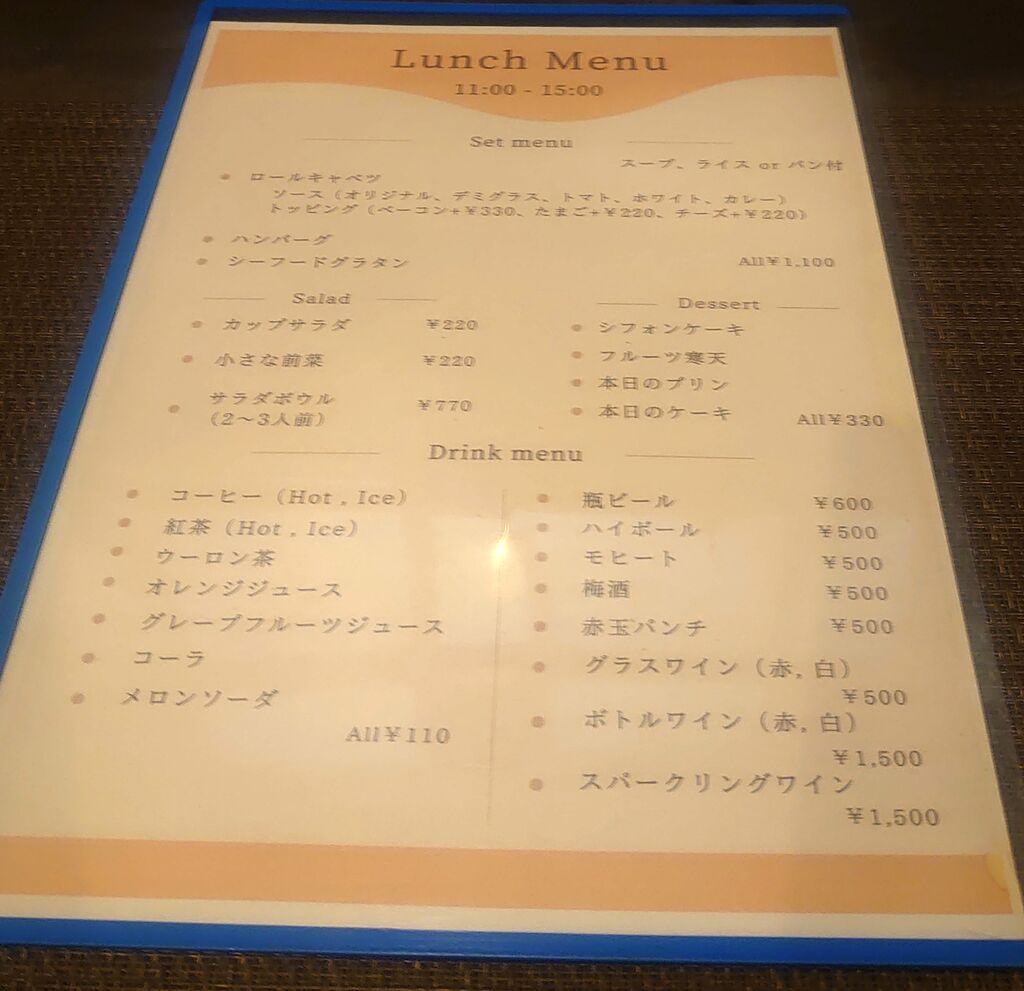 Lunch Menu
11:00 - 15:00
Set menu
スープ、ライス or パン付
ロールキャベツ
ソース（オリジナル、デミグラス、トマト、ホワイト、カレー）
トッピング（ベーコン+¥330、たまご+¥220、チーズ+¥220）
ハンバーグ
シーフードグラタン All¥1,100
Salad
カップサラダ ¥220
小さな前菜 ¥220
サラダボウル ¥770
（2～3人前）
Dessert
シフォンケーキ
フルーツ寒天
本日のプリン
本日のケーキ All¥330
Drink menu
コーヒー（Hot , Ice）
紅茶（Hot , Ice）
ウーロン茶
オレンジジュース
グレープフルーツジュース
コーラ
メロンソーダ
All¥110
瓶ビール ¥600
ハイボール ¥500
モヒート ¥500
梅酒 ¥500
赤玉パンチ ¥500
グラスワイン（赤, 白）
¥500
ボトルワイン（赤, 白）
¥1,500
スパークリングワイン
¥1,500